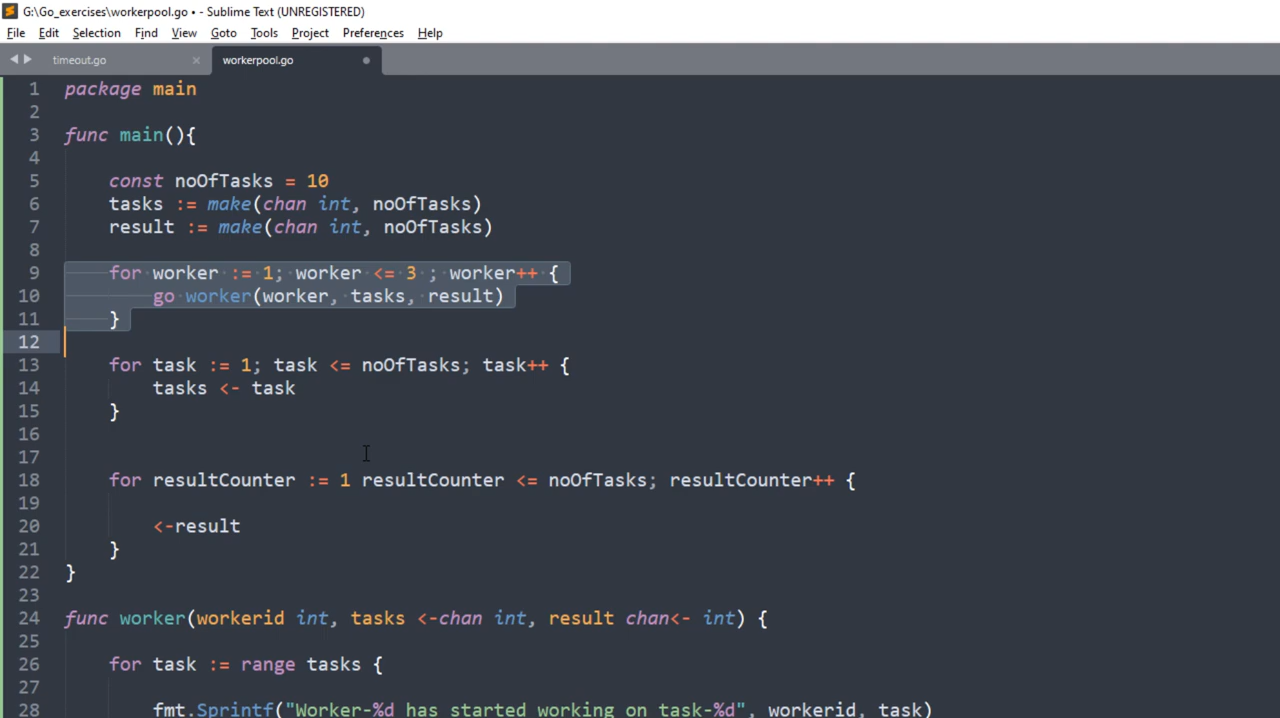 G:\Go_exercises\workerpool.go • - Sublime Text (UNREGISTERED)
File Edit Selection Find View Goto Tools Project Preferences Help
timeout.go × workerpool.go
1 package main
2
3 func main(){
4
5 const noOfTasks = 10
6 tasks := make(chan int, noOfTasks)
7 result := make(chan int, noOfTasks)
8
9 for worker := 1; worker <= 3 ; worker++ {
10 go worker(worker, tasks, result)
11 }
12
13 for task := 1; task <= noOfTasks; task++ {
14 tasks <- task
15 }
16
17
18 for resultCounter := 1 resultCounter <= noOfTasks; resultCounter++ {
19
20 <-result
21 }
22 }
23
24 func worker(workerid int, tasks <-chan int, result chan<- int) {
25
26 for task := range tasks {
27
28 fmt.Sprintf("Worker-%d has started working on task-%d", workerid, task)